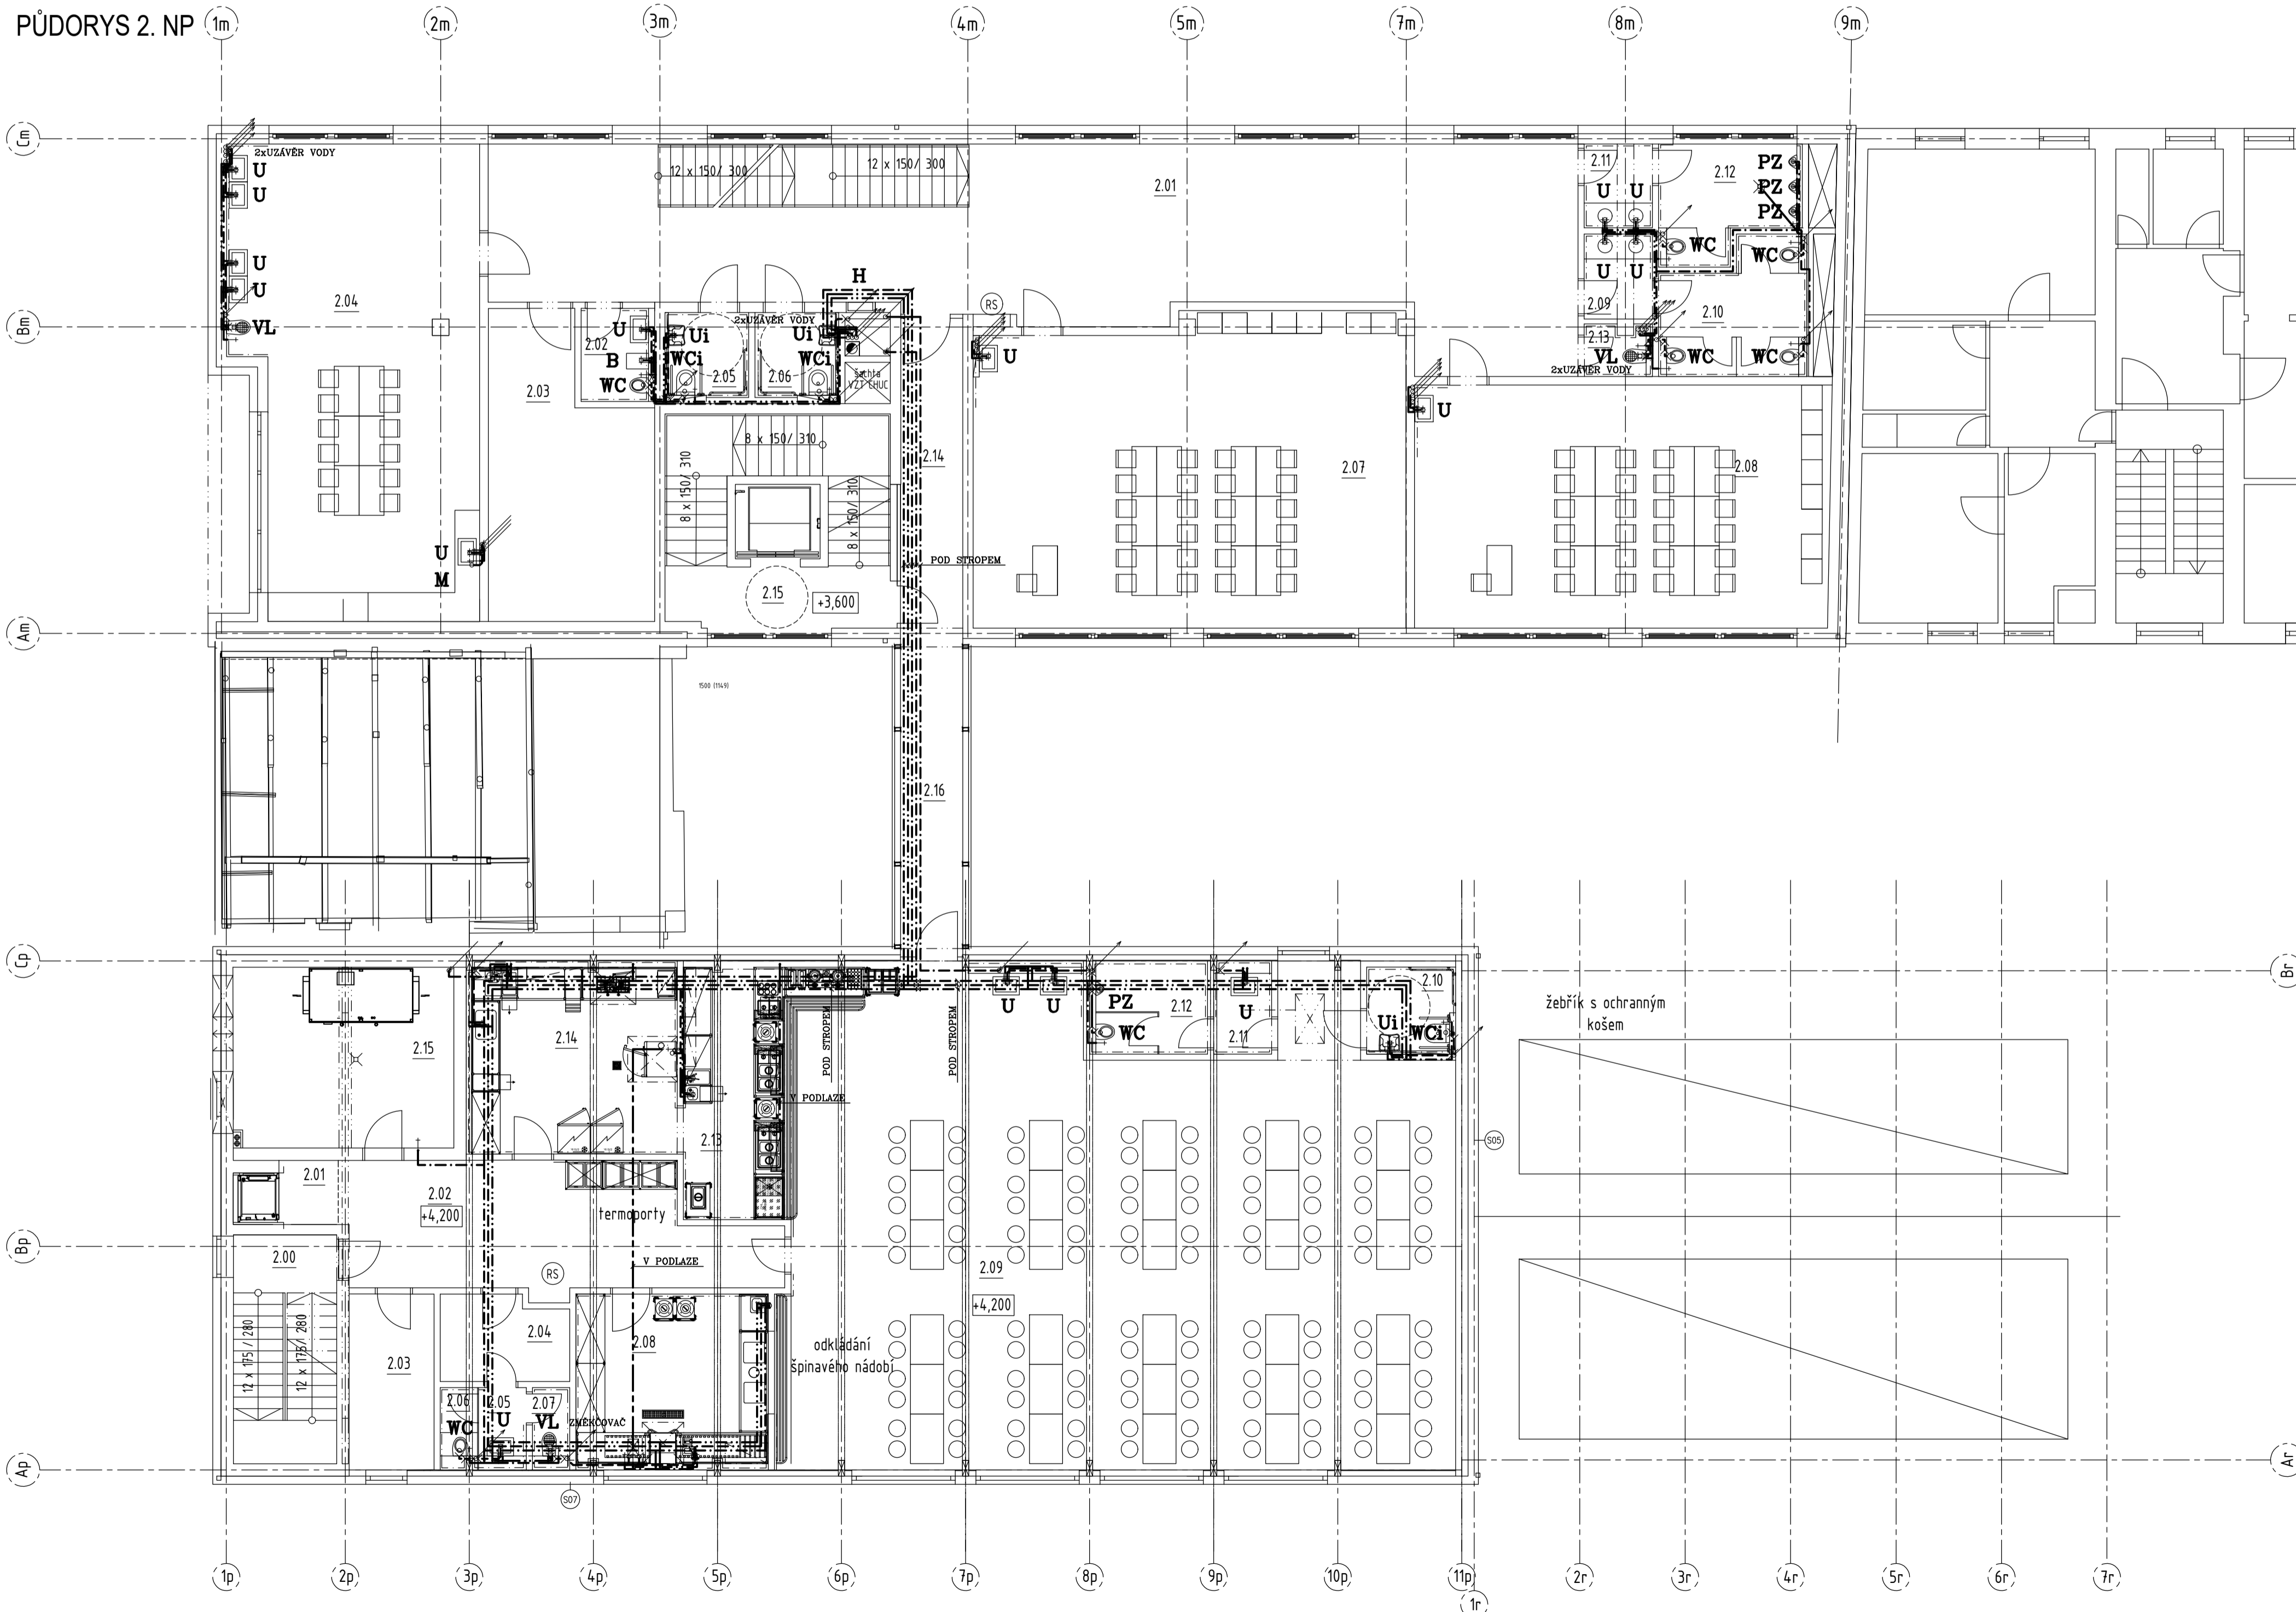 PŮDORYS 2. NP
1m
2m
3m
4m
5m
7m
8m
9m
Cm
2xUZÁVĚR VODY
U
U
U
U
VL
2.04
12 x 150/ 300
12 x 150/ 300
2.01
2.11
U U
2.12
PZ
PZ
PZ
WC
WC
U U
2.09
2.10
2.13
VL
WC
WC
2xUZÁVĚR VODY
Bm
H
RS
2xUZÁVĚR VODY
U
2.02
B
WC
Ui
Ui
WCi
WCi
2.05
2.06
šachta
VZT CHUC
2.03
U
U
8 x 150/ 310
8 x 150/ 310
8 x 150/ 310
2.14
2.07
2.08
U
M
POD STROPEM
2.15
+3,600
Am
1500 (1149)
2.16
Cp
Br
2.15
2.14
POD STROPEM
POD STROPEM
U
U
PZ
WC
2.12
U
2.11
2.10
Ui
WCi
žebřík s ochranným
košem
V PODLAZE
2.13
S05
2.01
2.02
+4,200
termoporty
Bp
2.00
V PODLAZE
RS
2.09
+4,200
12 x 175/ 280
12 x 175/ 280
2.03
2.04
2.08
odkládání
špinavého nádobí
2.06
2.05
2.07
WC
U
VL
ZMĚKČOVAČ
Ap
Ar
S07
1p
2p
3p
4p
5p
6p
7p
8p
9p
10p
11p
1r
2r
3r
4r
5r
6r
7r